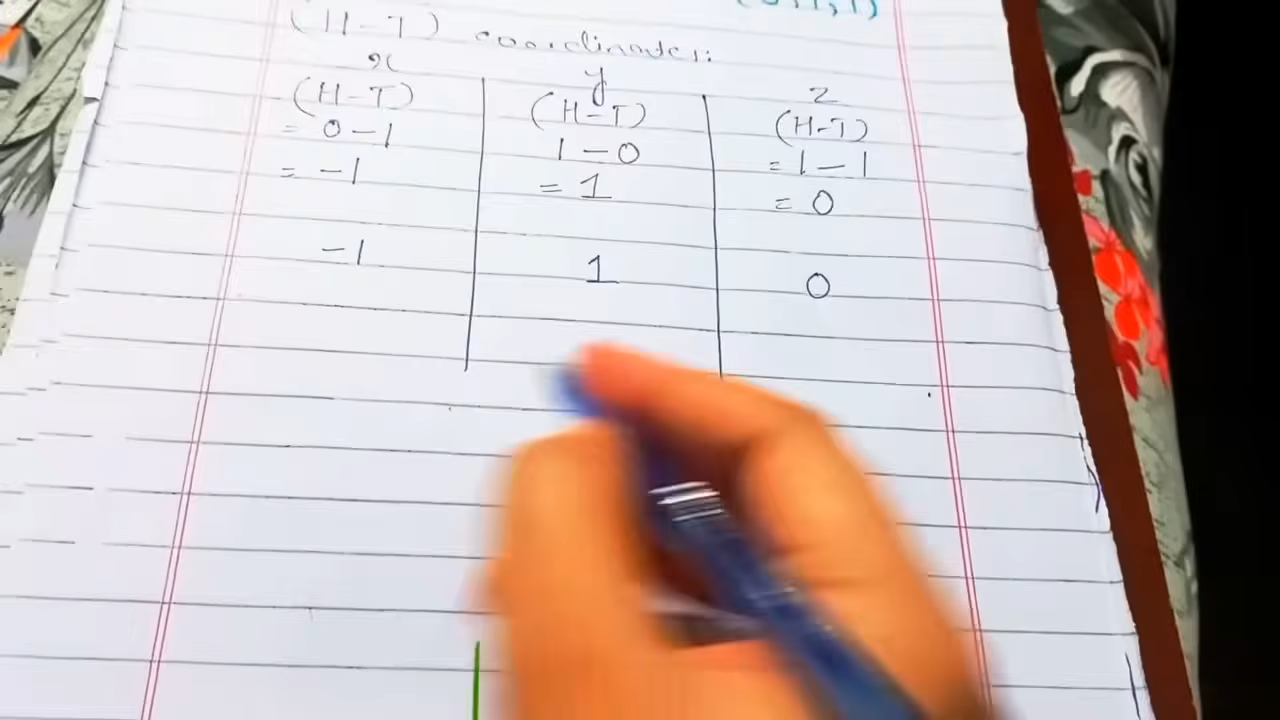 (H-T) coordinates:
x y z
(H-T) (H-T) (H-T)
= 0-1 1-0 = 1-1
= -1 = 1 = 0
-1 1 0